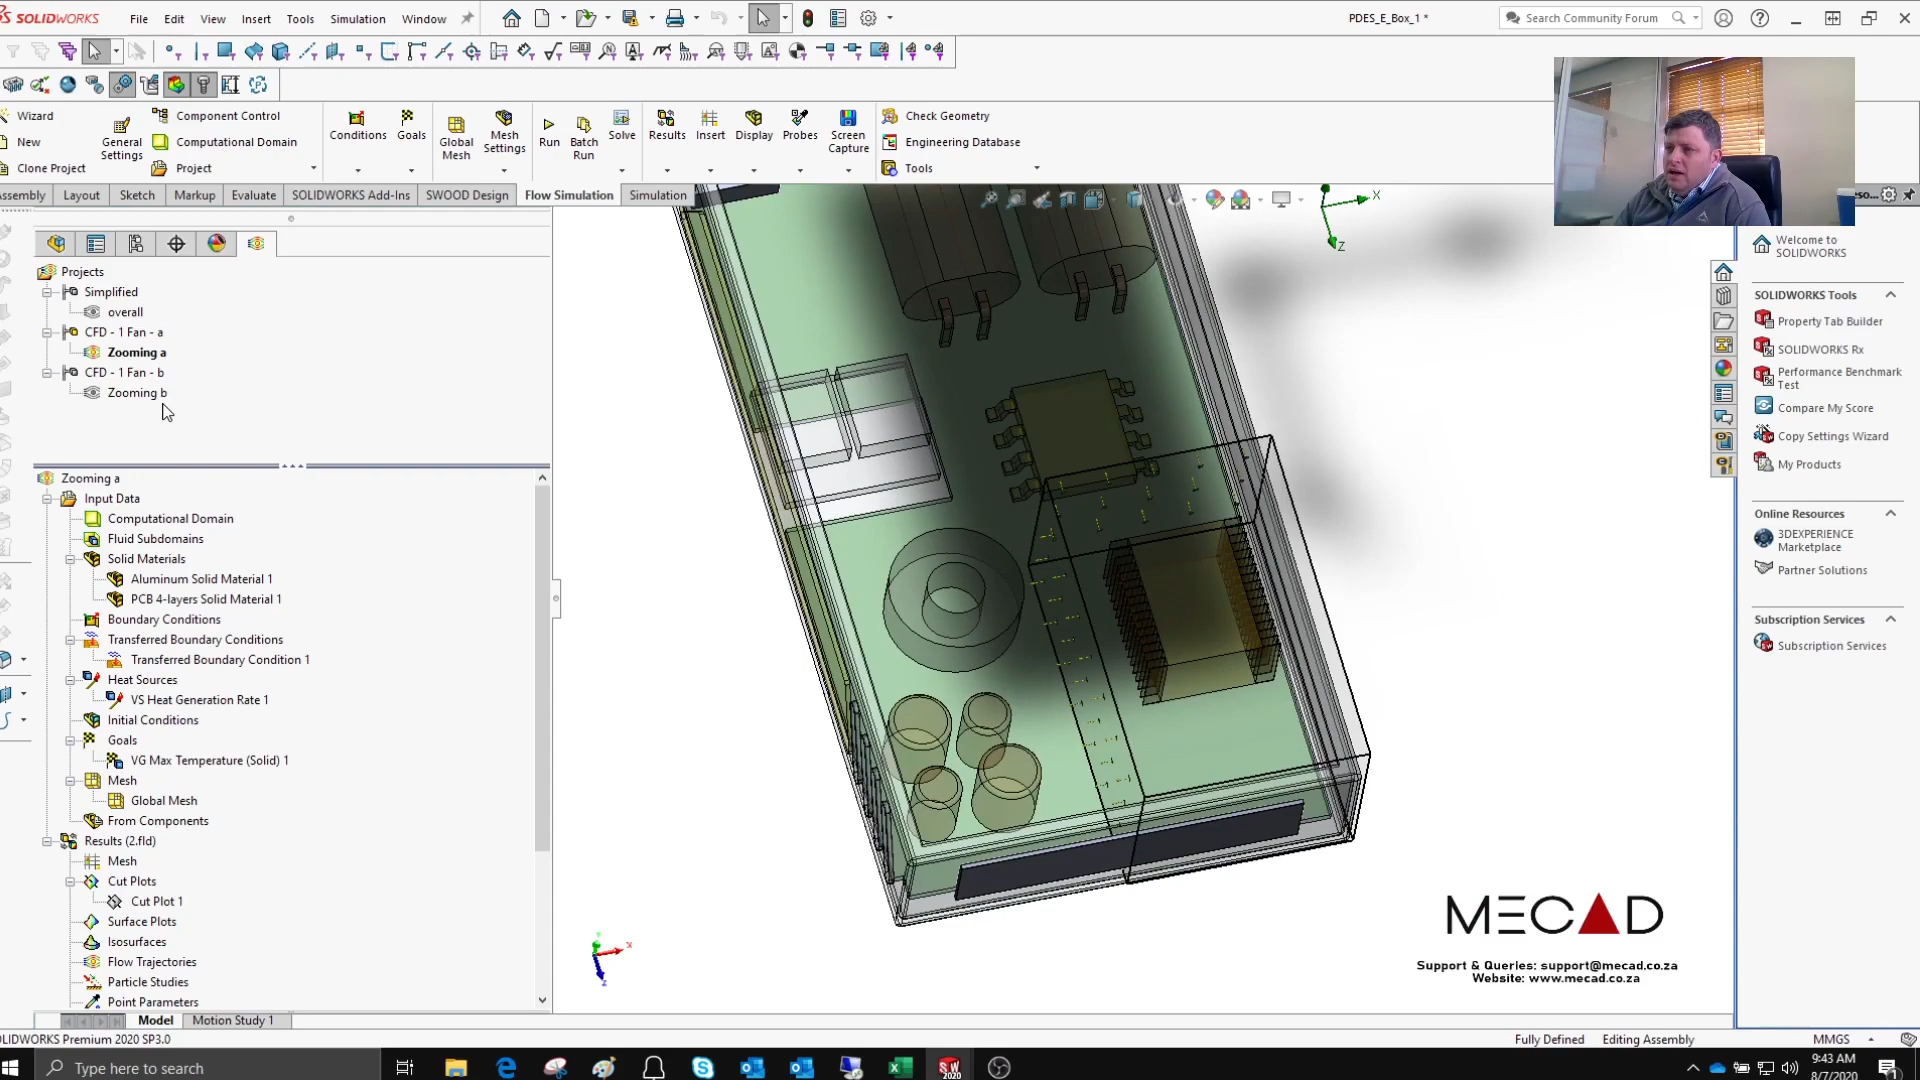 SOLIDWORKS File Edit View Insert Tools Simulation Window PDES_E_Box_1 * Search Community Forum
Wizard
New
Clone Project
General Settings
Component Control
Computational Domain
Project
Conditions
Goals
Global Mesh
Mesh Settings
Run
Batch Run
Solve
Results
Insert
Display
Probes
Screen Capture
Check Geometry
Engineering Database
Tools
Assembly Layout Sketch Markup Evaluate SOLIDWORKS Add-Ins SWOOD Design Flow Simulation Simulation
Projects
Simplified
overall
CFD - 1 Fan - a
Zooming a
CFD - 1 Fan - b
Zooming b
Zooming a
Input Data
Computational Domain
Fluid Subdomains
Solid Materials
Aluminum Solid Material 1
PCB 4-layers Solid Material 1
Boundary Conditions
Transferred Boundary Conditions
Transferred Boundary Condition 1
Heat Sources
VS Heat Generation Rate 1
Initial Conditions
Goals
VG Max Temperature (Solid) 1
Mesh
Global Mesh
From Components
Results (2.fld)
Mesh
Cut Plots
Cut Plot 1
Surface Plots
Isosurfaces
Flow Trajectories
Particle Studies
Point Parameters
X
Z
Y
X
Z
MECAD
Support & Queries: support@mecad.co.za
Website: www.mecad.co.za
eso...
Welcome to
SOLIDWORKS
SOLIDWORKS Tools
Property Tab Builder
SOLIDWORKS Rx
Performance Benchmark
Test
Compare My Score
Copy Settings Wizard
My Products
Online Resources
3DEXPERIENCE
Marketplace
Partner Solutions
Subscription Services
Subscription Services
Model Motion Study 1
OLIDWORKS Premium 2020 SP3.0 Fully Defined Editing Assembly MMGS
Type here to search
SW
2020
9:43 AM
8/7/2020
1